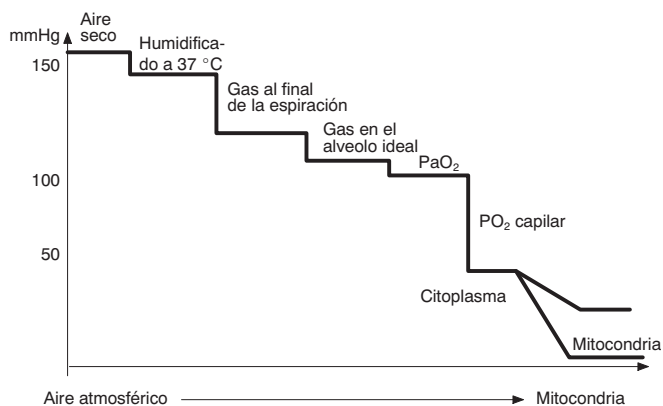 Aire
seco
mmHg
Humidifica-
do a 37 °C
150
Gas al final
de la espiración
Gas en el
alveolo ideal
PaO₂
100
PO₂ capilar
50
Citoplasma
Mitocondria
Aire atmosférico
Mitocondria